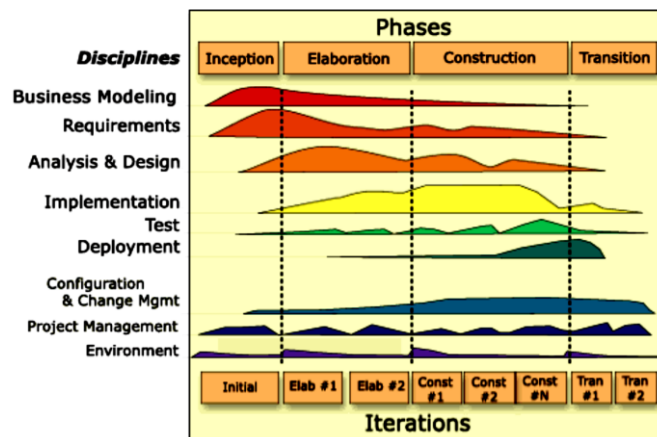 Phases
Disciplines
Inception
Elaboration
Construction
Transition
Business Modeling
Requirements
Analysis & Design
Implementation
Test
Deployment
Configuration
& Change Mgmt
Project Management
Environment
Initial
Elab #1
Elab #2
Const
#1
Const
#2
Const
#N
Tran
#1
Tran
#2
Iterations